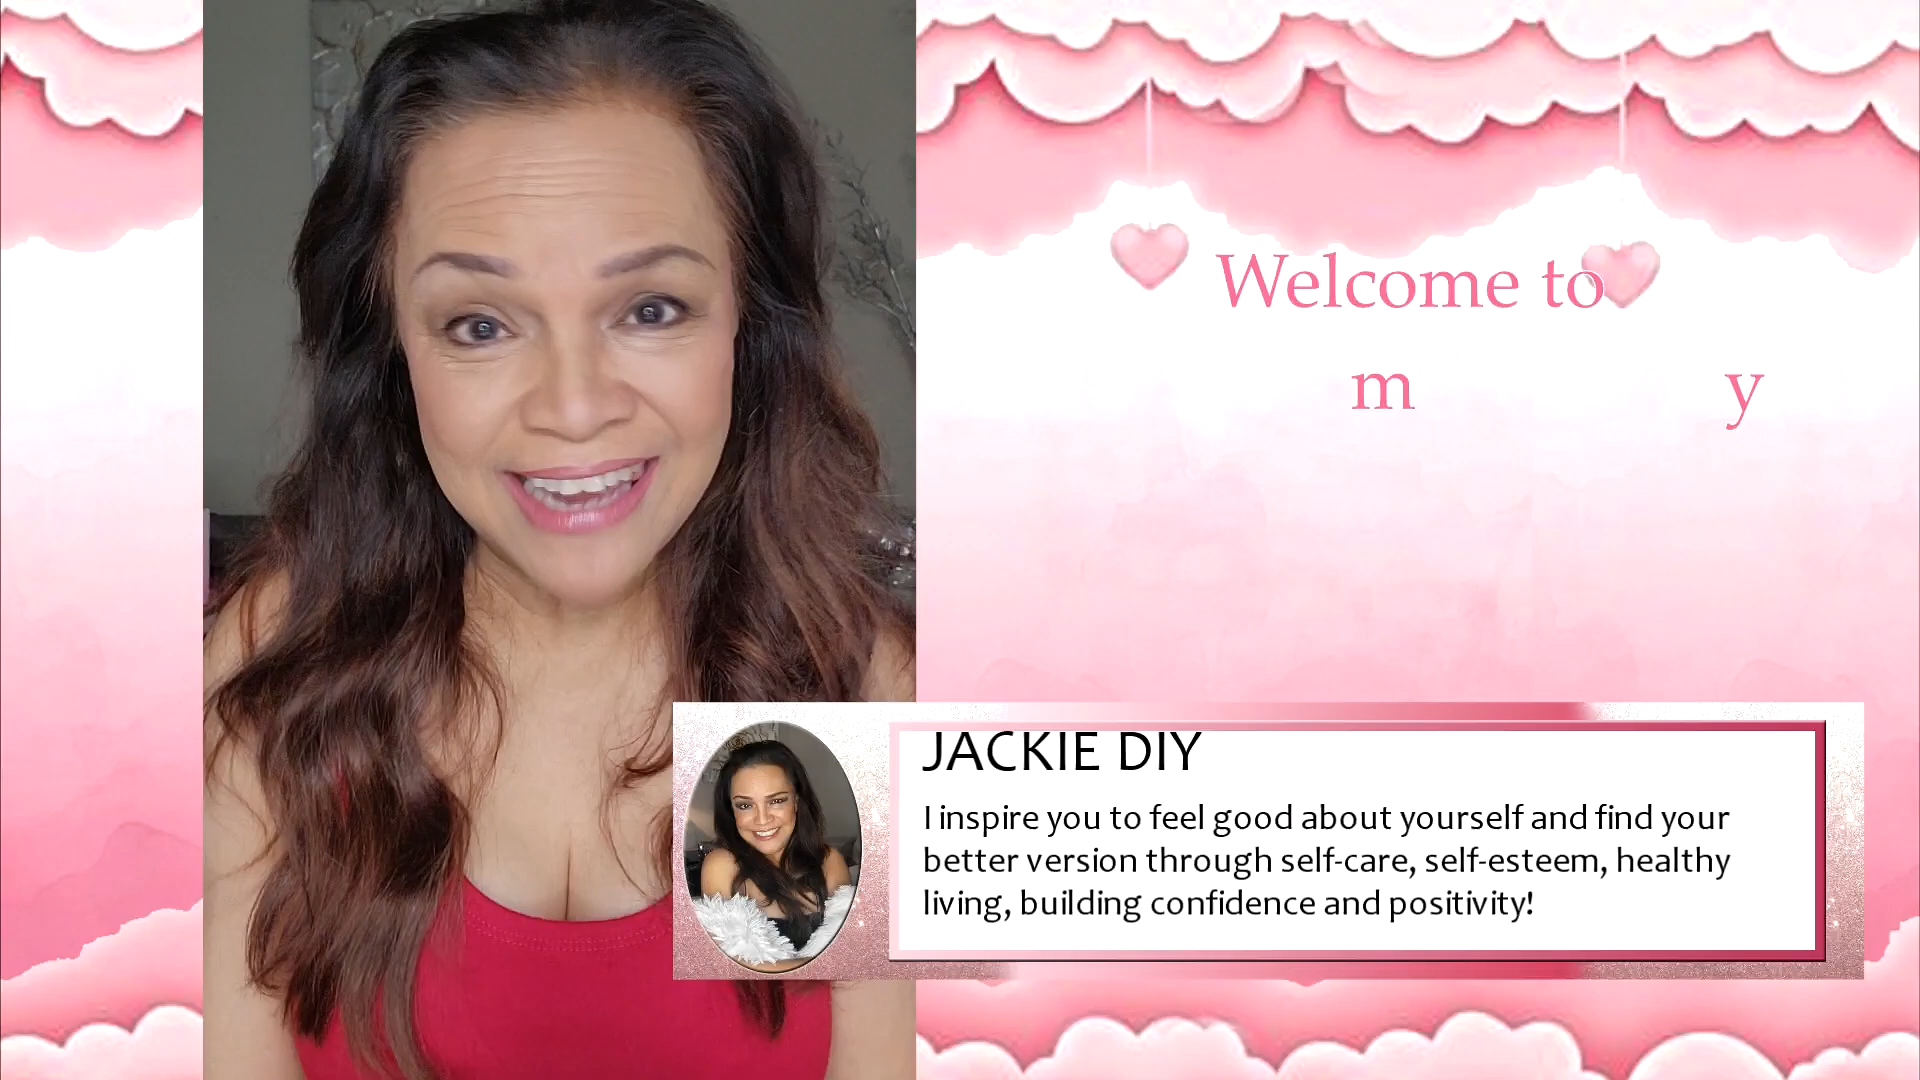 Welcome to
m y
JACKIE DIY
I inspire you to feel good about yourself and find your
better version through self-care, self-esteem, healthy
living, building confidence and positivity!